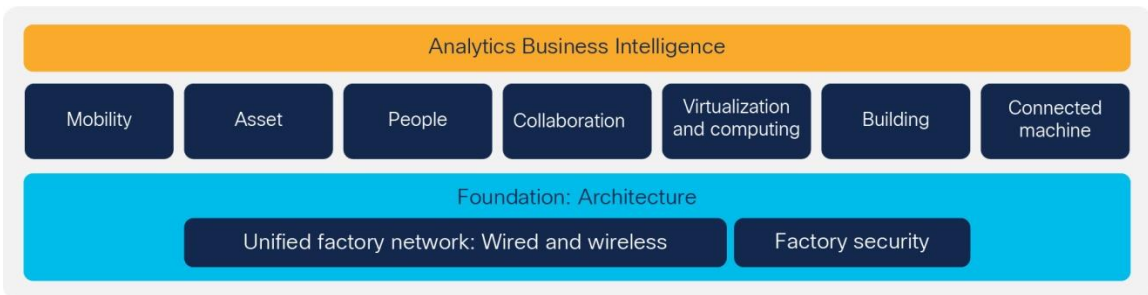 Analytics Business Intelligence
Mobility
Asset
People
Collaboration
Virtualization
and computing
Building
Connected
machine
Foundation: Architecture
Unified factory network: Wired and wireless
Factory security